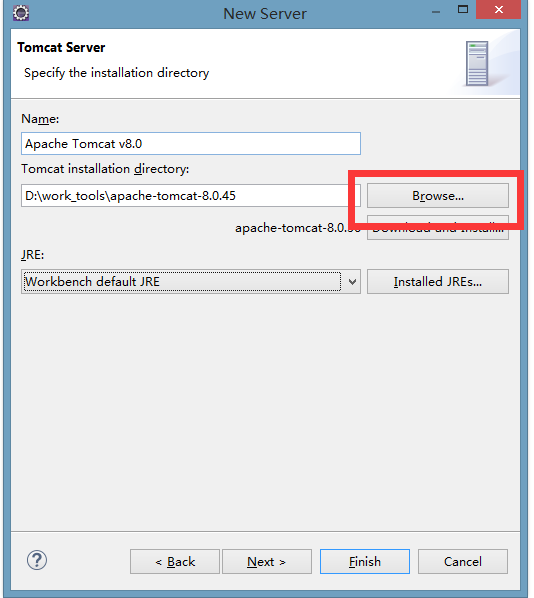 New Server
Tomcat Server
Specify the installation directory
Name:
Apache Tomcat v8.0
Tomcat installation directory:
D:\work_tools\apache-tomcat-8.0.45
Browse...
apache-tomcat-8.0. Download and Install...
JRE:
Workbench default JRE
Installed JREs...
?
< Back
Next >
Finish
Cancel